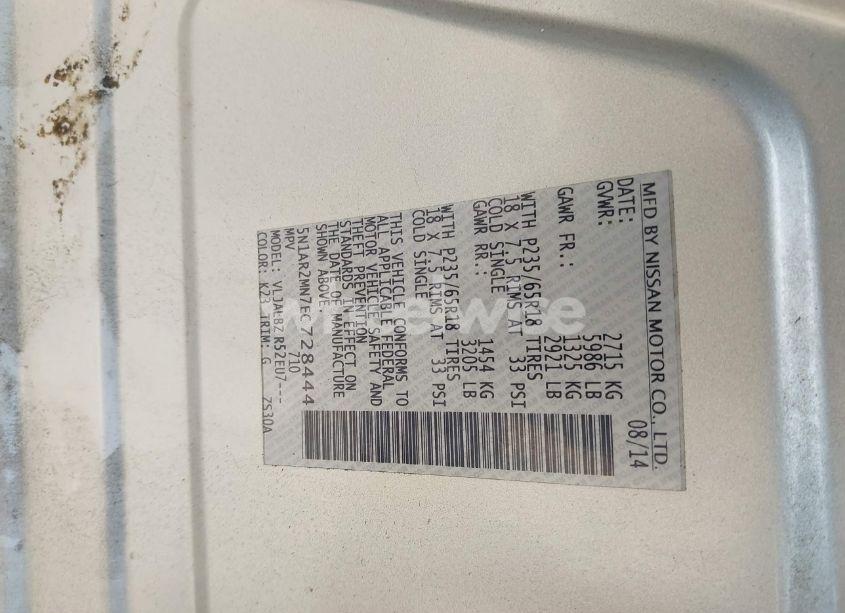 MFD BY NISSAN MOTOR CO., LTD.
DATE: 08/14
GVWR: 2715 KG
5986 LB
GAWR FR.: 1325 KG
2921 LB
WITH P235/65R18 TIRES
18 X 7.5 RIMS AT 33 PSI
COLD SINGLE
GAWR RR.: 1454 KG
3205 LB
WITH P235/65R18 TIRES
18 X 7.5 RIMS AT 33 PSI
COLD SINGLE
THIS VEHICLE CONFORMS TO
ALL APPLICABLE FEDERAL
MOTOR VEHICLE SAFETY AND
THEFT PREVENTION
STANDARDS IN EFFECT ON
THE DATE OF MANUFACTURE
SHOWN ABOVE
5N1AR2MN7EC728444
MPV 710
MODEL: R52EU7---
COLOR: K23 TRIM: G ZS30A